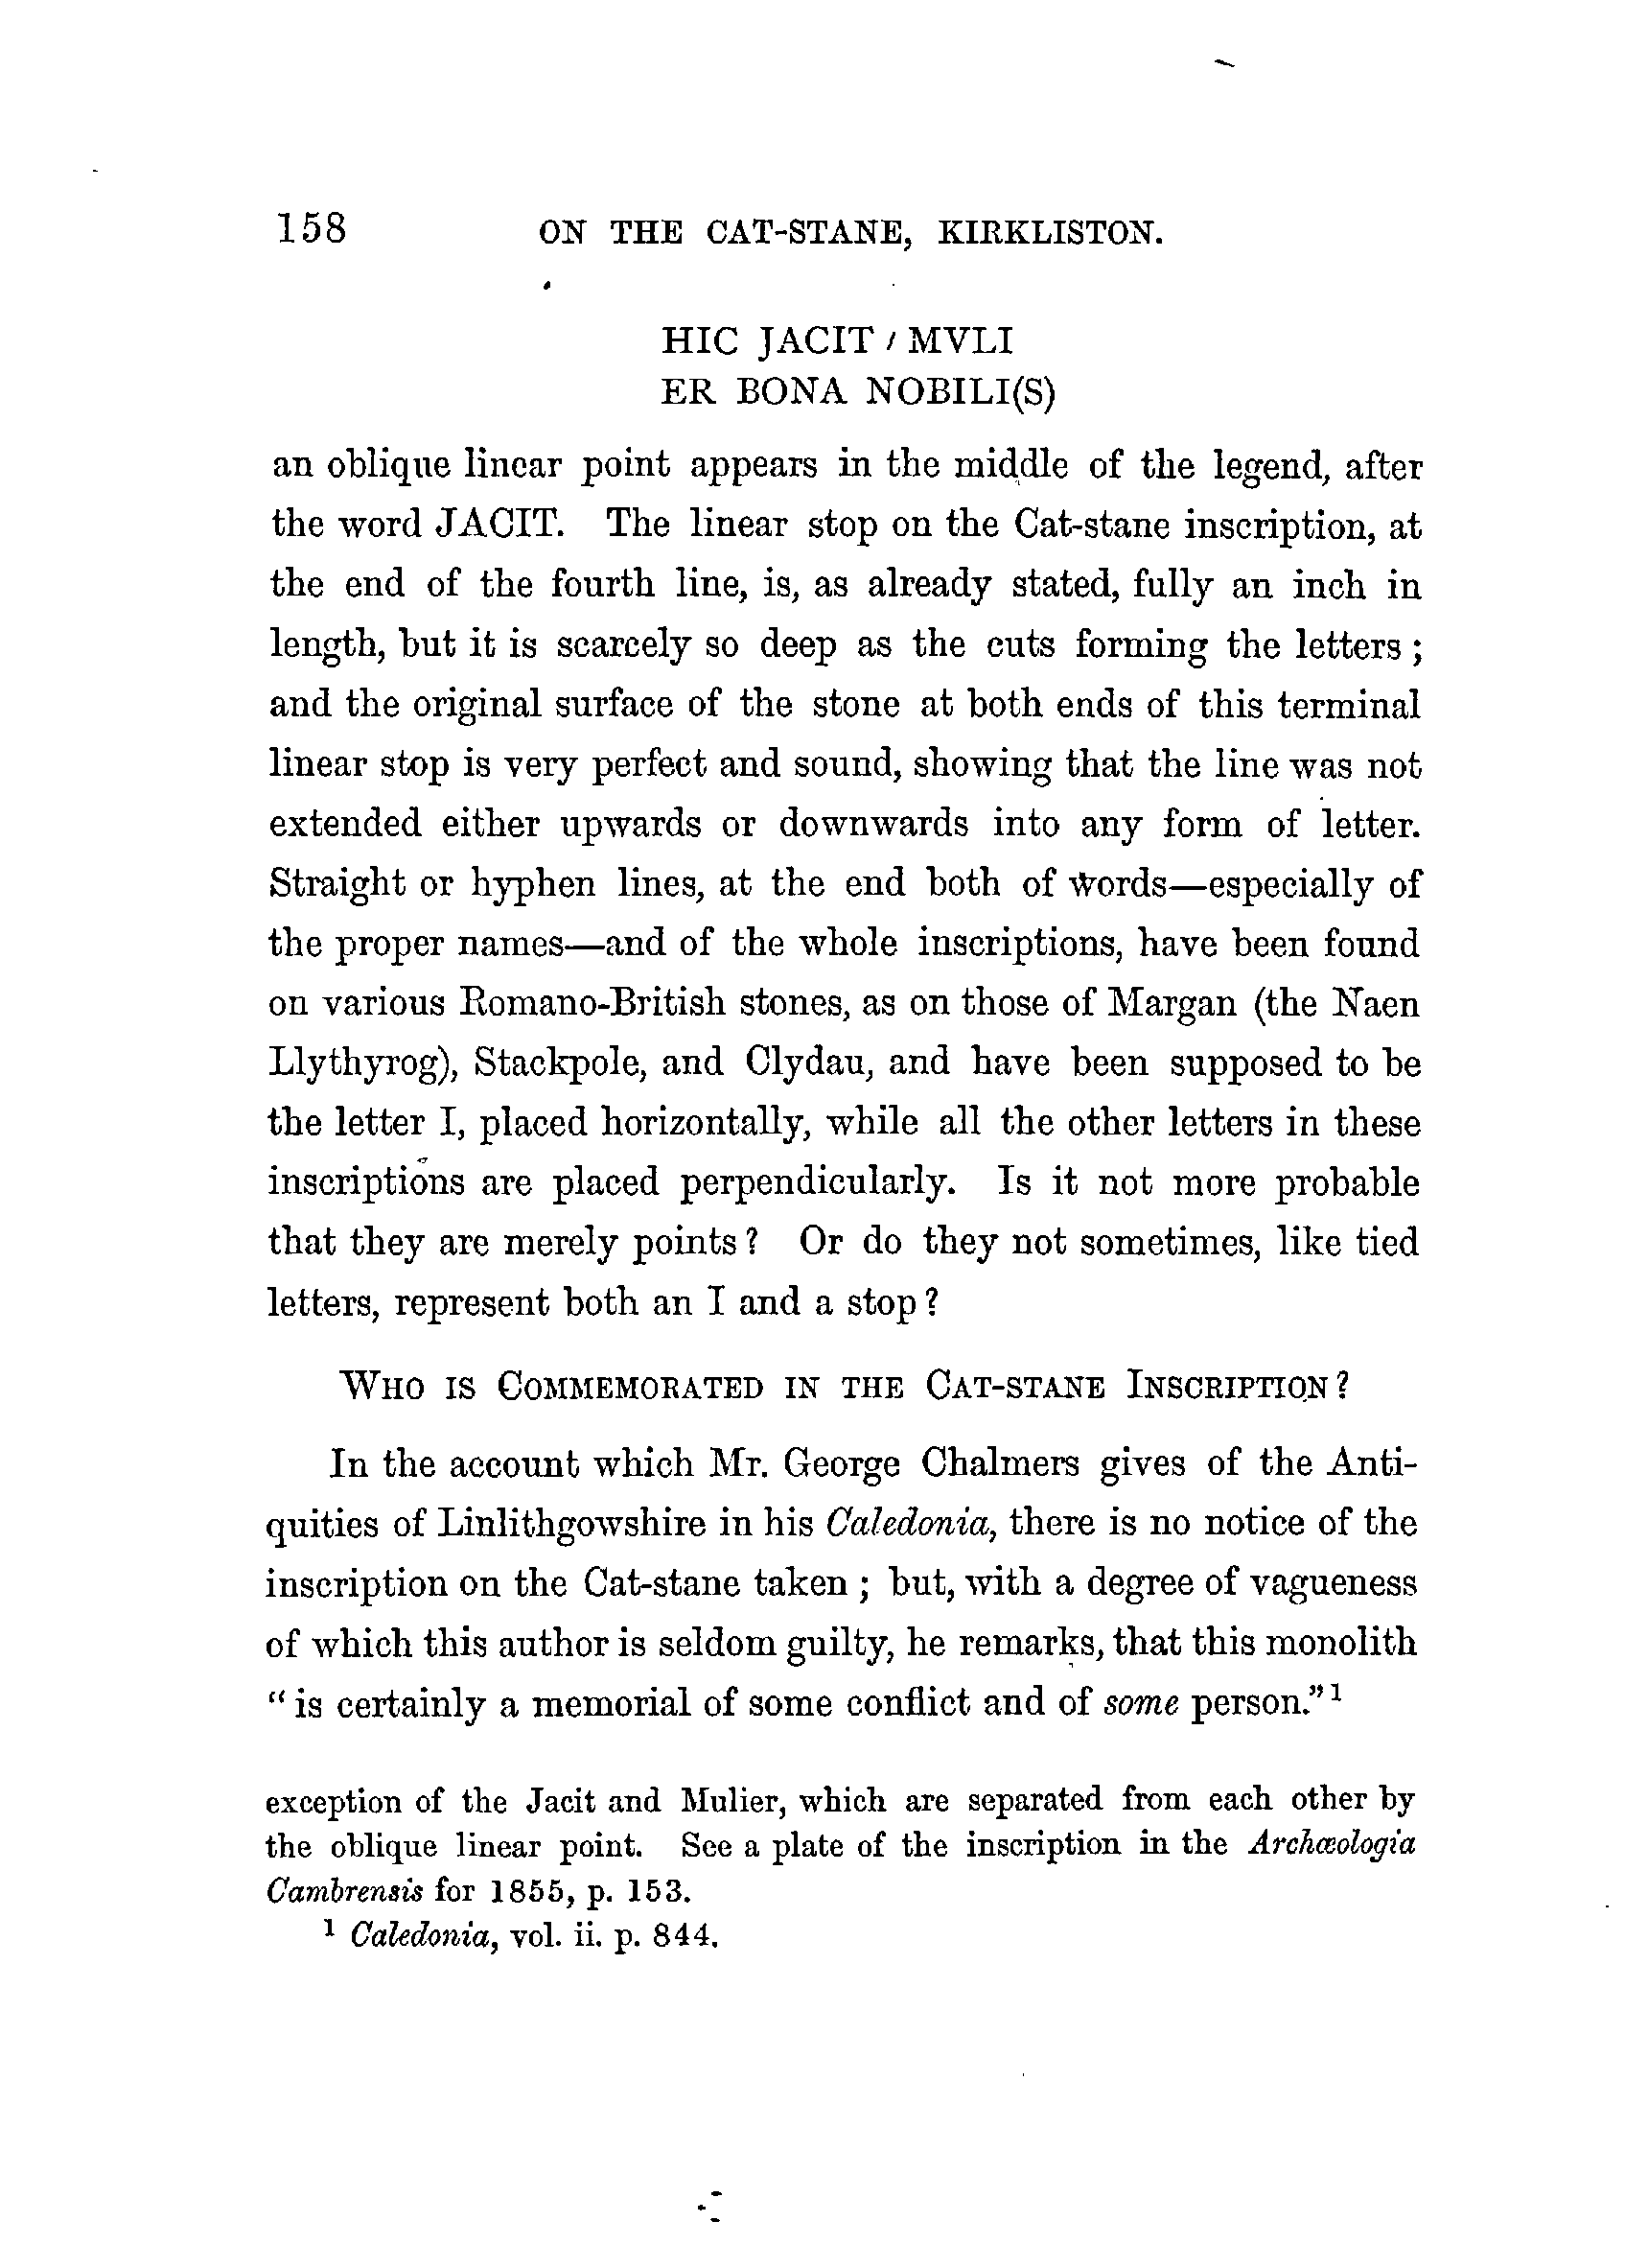 158 ON THE CAT-STANE, KIRKLISTON.
HIC JACIT / MVLI
ER BONA NOBILI(S)
an oblique linear point appears in the middle of the legend, after
the word JACIT. The linear stop on the Cat-stane inscription, at
the end of the fourth line, is, as already stated, fully an inch in
length, but it is scarcely so deep as the cuts forming the letters ;
and the original surface of the stone at both ends of this terminal
linear stop is very perfect and sound, showing that the line was not
extended either upwards or downwards into any form of letter.
Straight or hyphen lines, at the end both of words—especially of
the proper names—and of the whole inscriptions, have been found
on various Romano-British stones, as on those of Margan (the Naen
Llythyrog), Stackpole, and Clydau, and have been supposed to be
the letter I, placed horizontally, while all the other letters in these
inscriptions are placed perpendicularly. Is it not more probable
that they are merely points ? Or do they not sometimes, like tied
letters, represent both an I and a stop ?
WHO IS COMMEMORATED IN THE CAT-STANE INSCRIPTION ?
In the account which Mr. George Chalmers gives of the Anti-
quities of Linlithgowshire in his Caledonia, there is no notice of the
inscription on the Cat-stane taken ; but, with a degree of vagueness
of which this author is seldom guilty, he remarks, that this monolith
" is certainly a memorial of some conflict and of some person." 1
exception of the Jacit and Mulier, which are separated from each other by
the oblique linear point. See a plate of the inscription in the Archæologia
Cambrensis for 1855, p. 153.
1 Caledonia, vol. ii. p. 844.